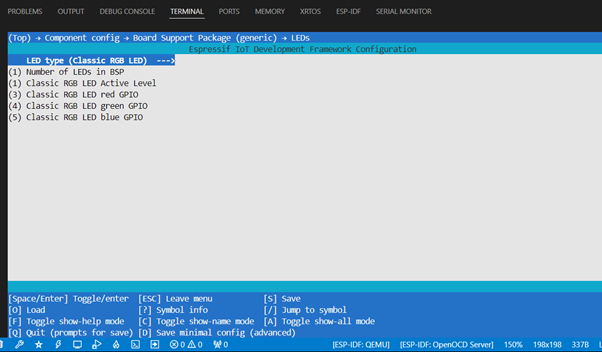 PROBLEMS OUTPUT DEBUG CONSOLE TERMINAL PORTS MEMORY XRTOS ESP-IDF SERIAL MONITOR
(Top) → Component config → Board Support Package (generic) → LEDs
Espressif IoT Development Framework Configuration
LED type (Classic RGB LED) --->
(1) Number of LEDs in BSP
(1) Classic RGB LED Active Level
(3) Classic RGB LED red GPIO
(4) Classic RGB LED green GPIO
(5) Classic RGB LED blue GPIO
[Space/Enter] Toggle/enter [ESC] Leave menu [S] Save
[O] Load [?] Symbol info [/] Jump to symbol
[F] Toggle show-help mode [C] Toggle show-name mode [A] Toggle show-all mode
[Q] Quit (prompts for save) [D] Save minimal config (advanced)
0 0 0 [ESP-IDF: QEMU] [ESP-IDF: OpenOCD Server] 150% 198x198 337B